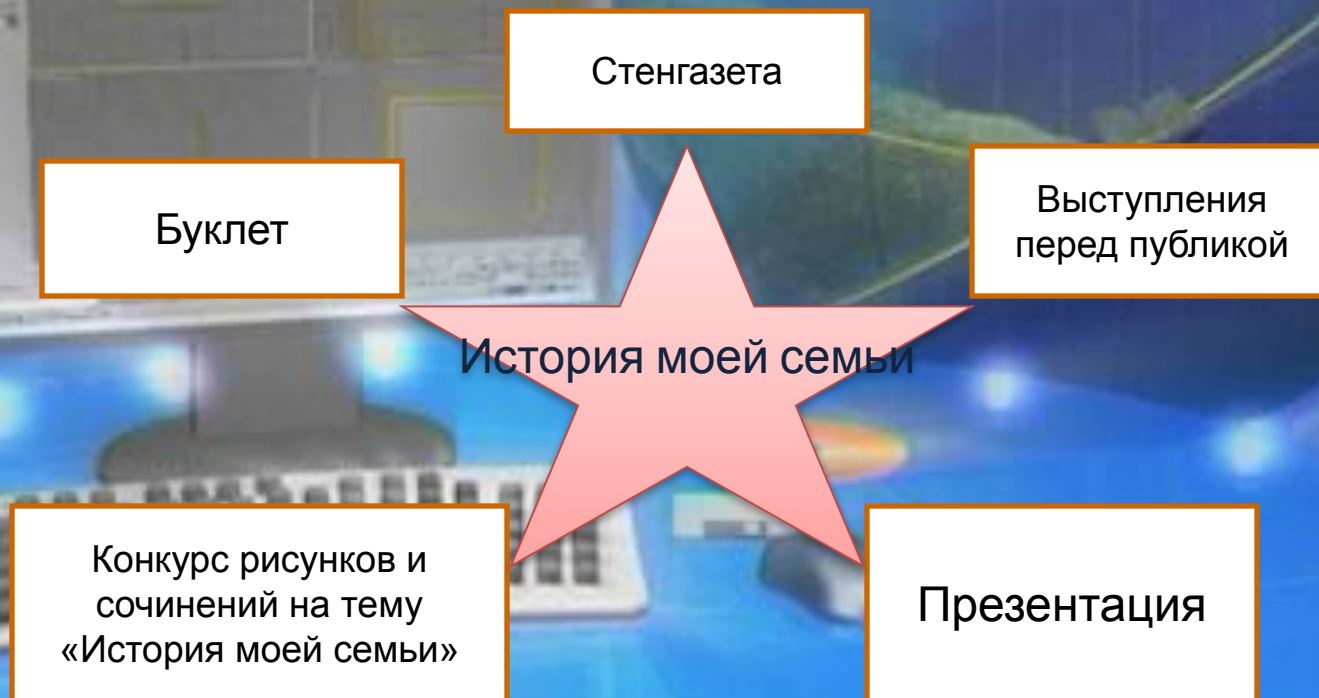 Стенгазета
Буклет
Выступления
перед публикой
История моей семьи
Конкурс рисунков и
сочинений на тему
«История моей семьи»
Презентация